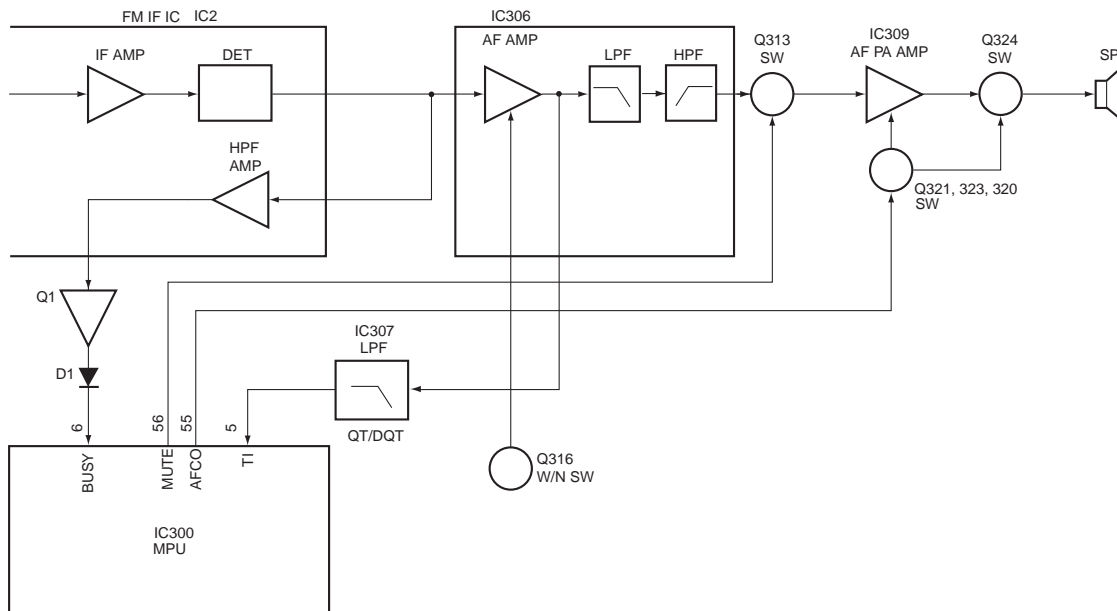 FM IF IC IC2
IC306
IF AMP
DET
AF AMP
LPF
HPF
Q313
SW
IC309
AF PA AMP
Q324
SW
SP
HPF
AMP
Q321, 323, 320
SW
Q1
IC307
LPF
D1
6
56
55
5
QT/DQT
Q316
W/N SW
BUSY
MUTE
AFCO
TI
IC300
MPU